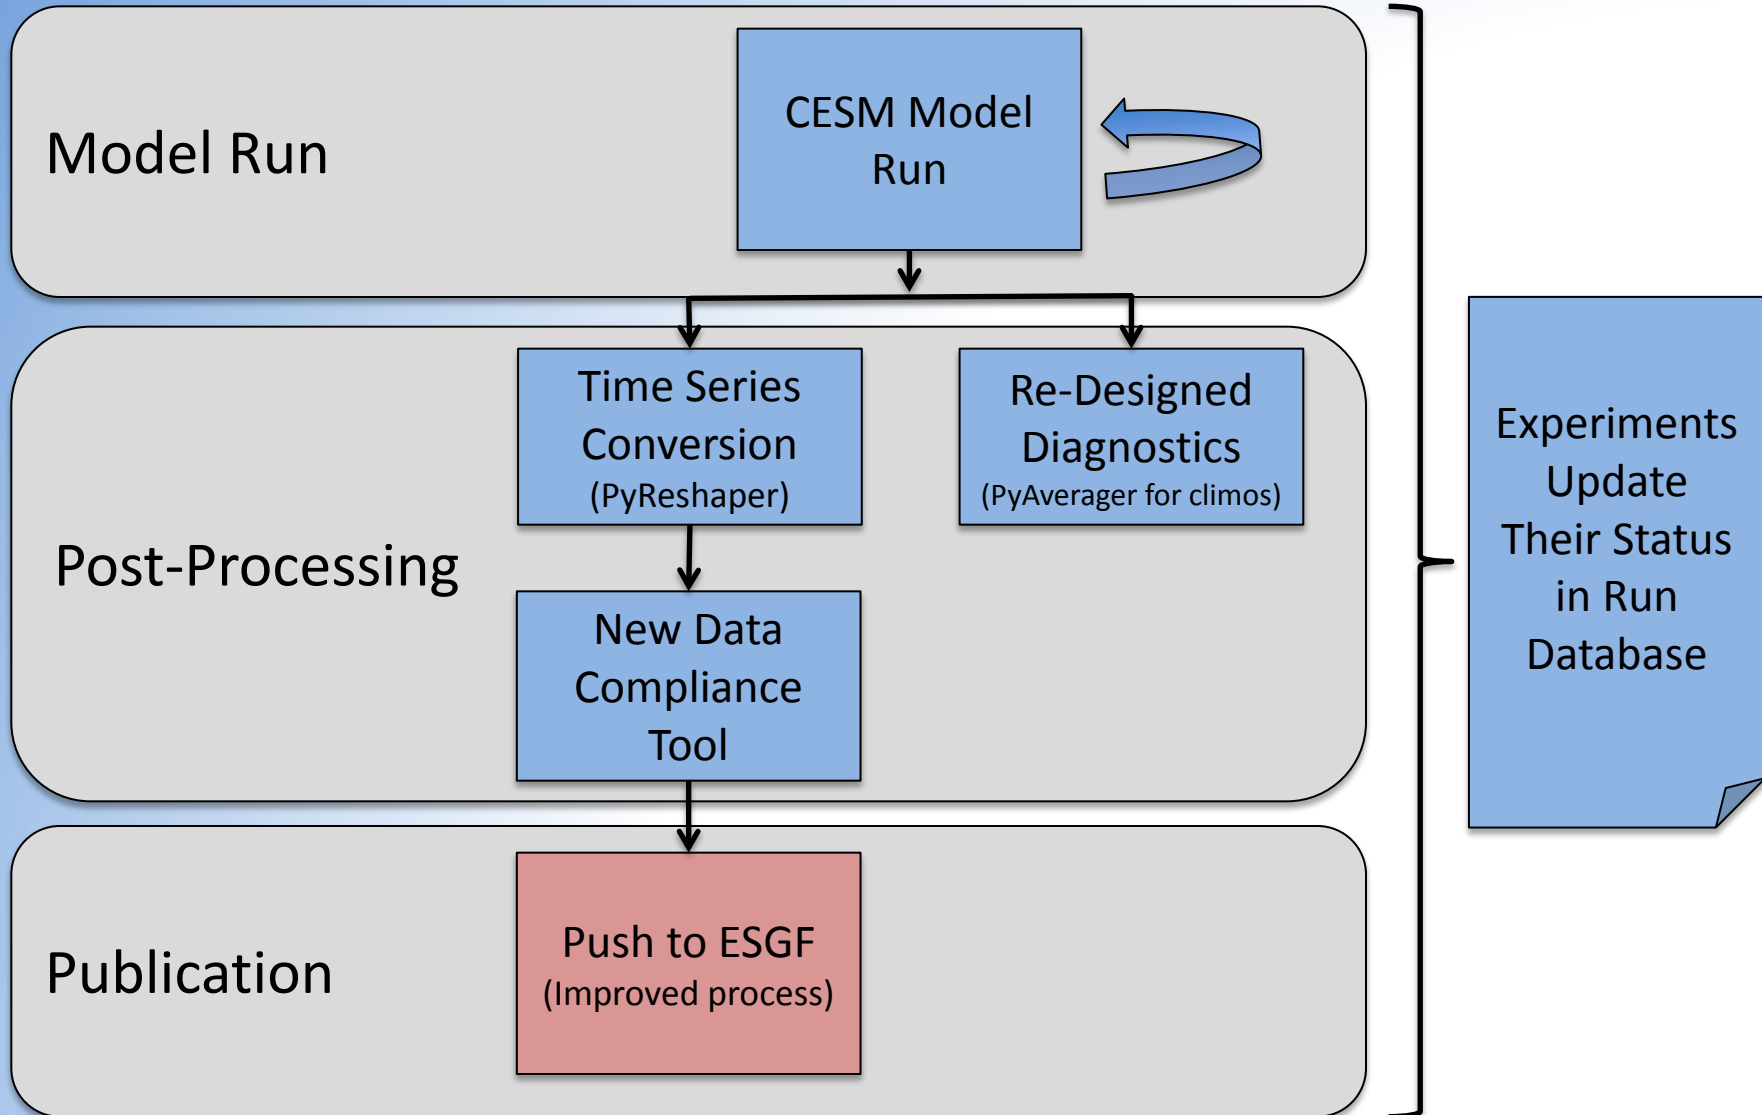 Model Run
CESM Model
Run
Post-Processing
Time Series
Conversion
(PyReshaper)
Re-Designed
Diagnostics
(PyAverager for climos)
New Data
Compliance
Tool
Publication
Push to ESGF
(Improved process)
Experiments
Update
Their Status
in Run
Database